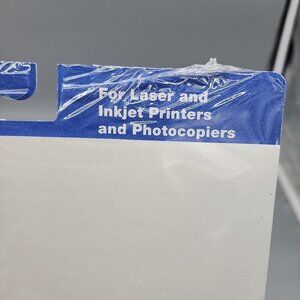 For Laser and
Inkjet Printers
and Photocopiers